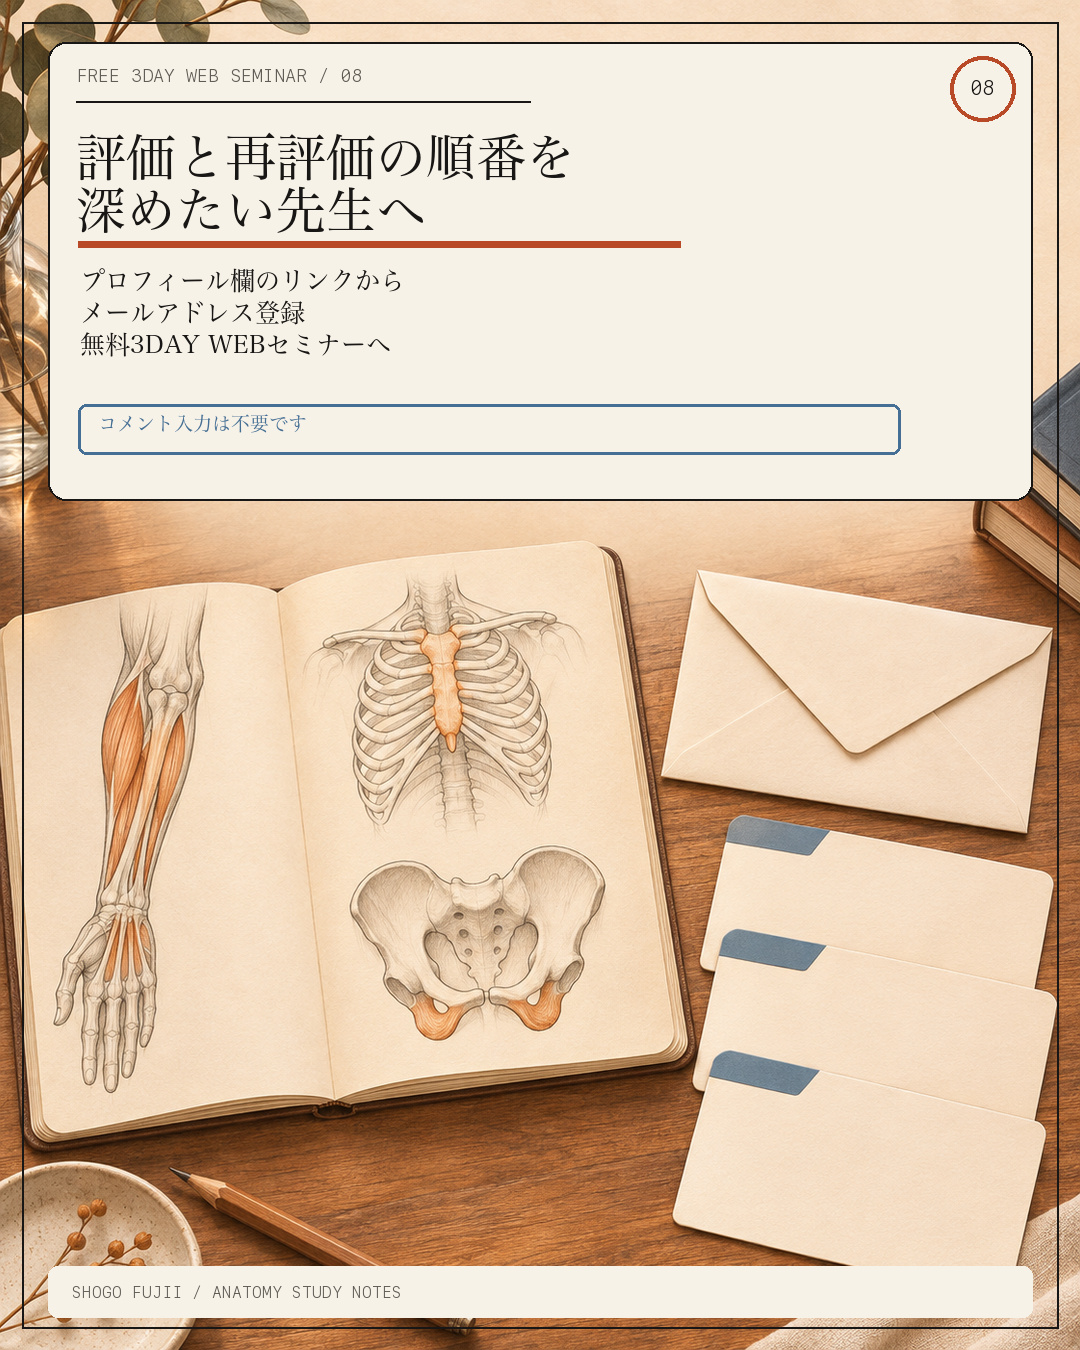 FREE 3DAY WEB SEMINAR / 08
08
評価と再評価の順番を
深めたい先生へ
プロフィール欄のリンクから
メールアドレス登録
無料3DAY WEBセミナーへ
コメント入力は不要です
SHOGO FUJII / ANATOMY STUDY NOTES